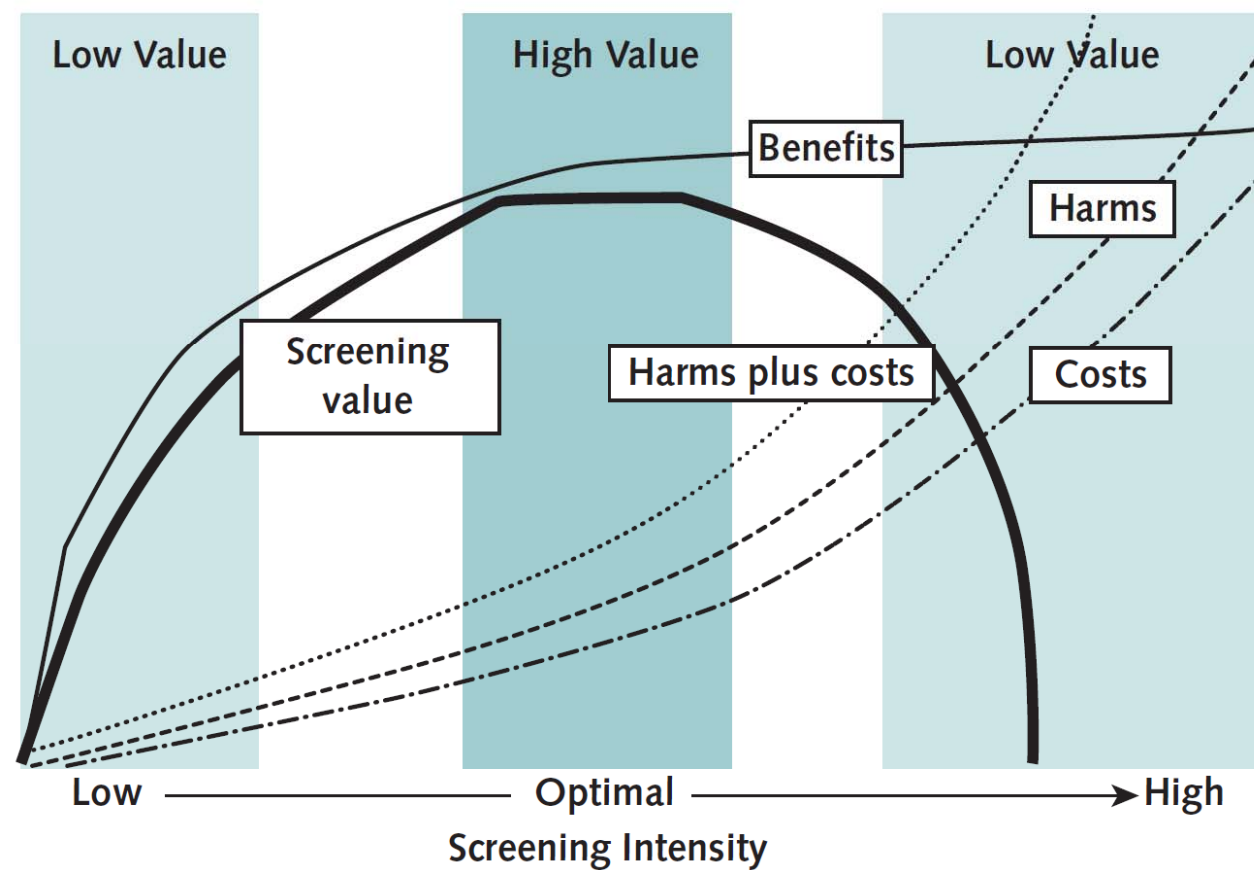 Low Value
High Value
Low Value
Benefits
Harms
Screening
value
Harms plus costs
Costs
Low
Optimal
High
Screening Intensity